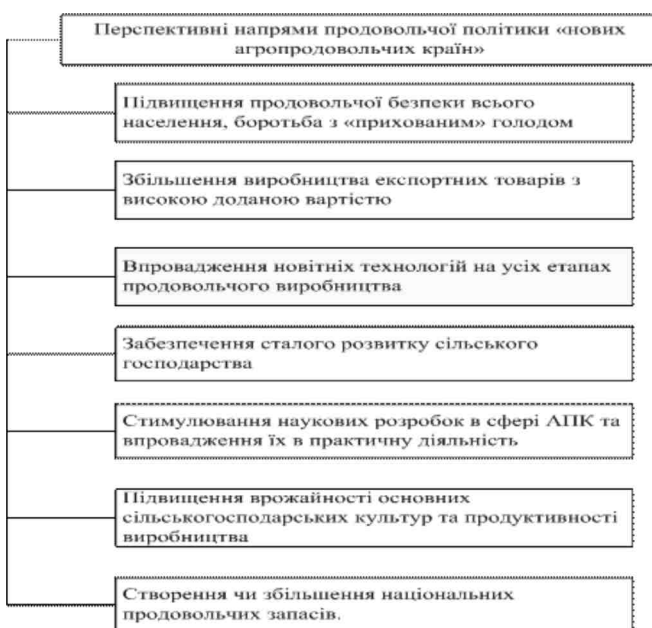 Перспективні напрями продовольчої політики «нових
агропродовольчих країн»
Підвищення продовольчої безпеки всього
населення, боротьба з «прихованим» голодом
Збільшення виробництва експортних товарів з
високою доданою вартістю
Впровадження новітніх технологій на усіх етапах
продовольчого виробництва
Забезпечення сталого розвитку сільського
господарства
Стимулювання наукових розробок в сфері АПК та
впровадження їх в практичну діяльність
Підвищення врожайності основних
сільськогосподарських культур та продуктивності
виробництва
Створення чи збільшення національних
продовольчих запасів.